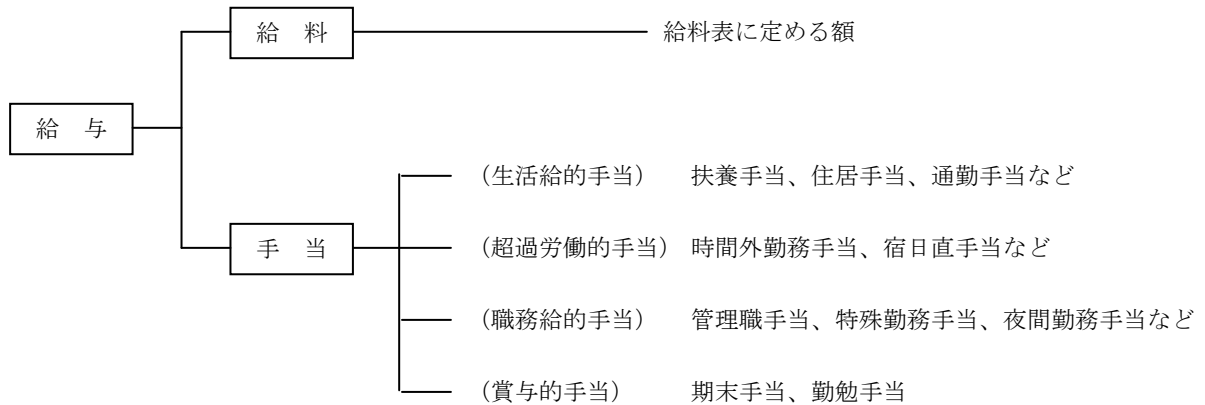 給 料 給料表に定める額
給 与
(生活給的手当) 扶養手当、住居手当、通勤手当など
手 当 (超過労働的手当) 時間外勤務手当、宿日直手当など
(職務給的手当) 管理職手当、特殊勤務手当、夜間勤務手当など
(賞与的手当) 期末手当、勤勉手当